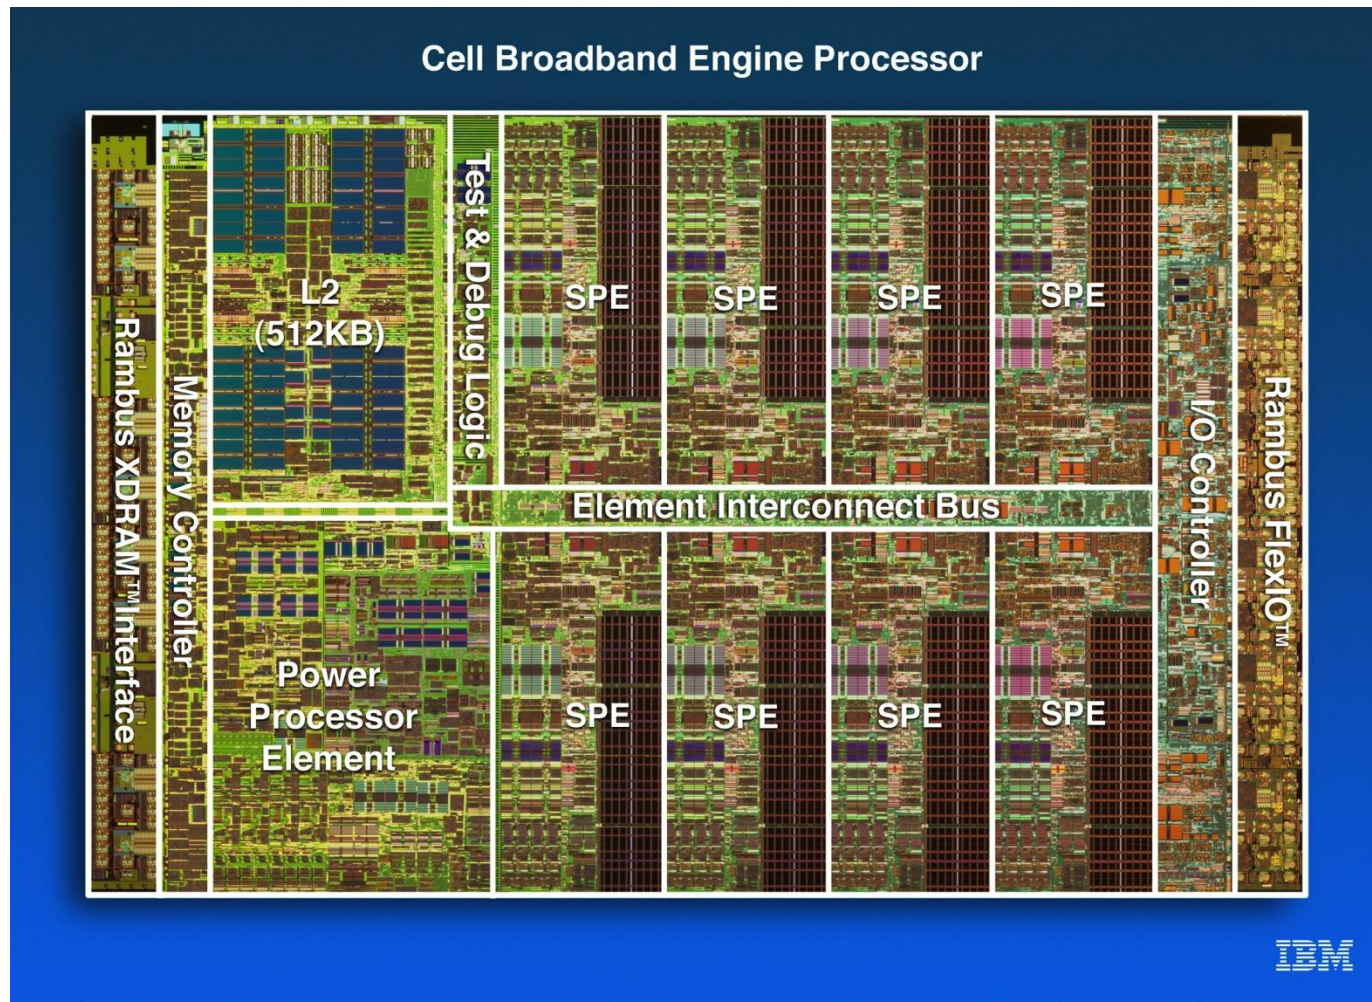 Cell Broadband Engine Processor
Rambus XDRAM™ Interface
Memory Controller
L2
(512KB)
Test & Debug Logic
SPE
SPE
SPE
SPE
I/O Controller
Rambus FlexIO™
Element Interconnect Bus
Power
Processor
Element
SPE
SPE
SPE
SPE
IBM